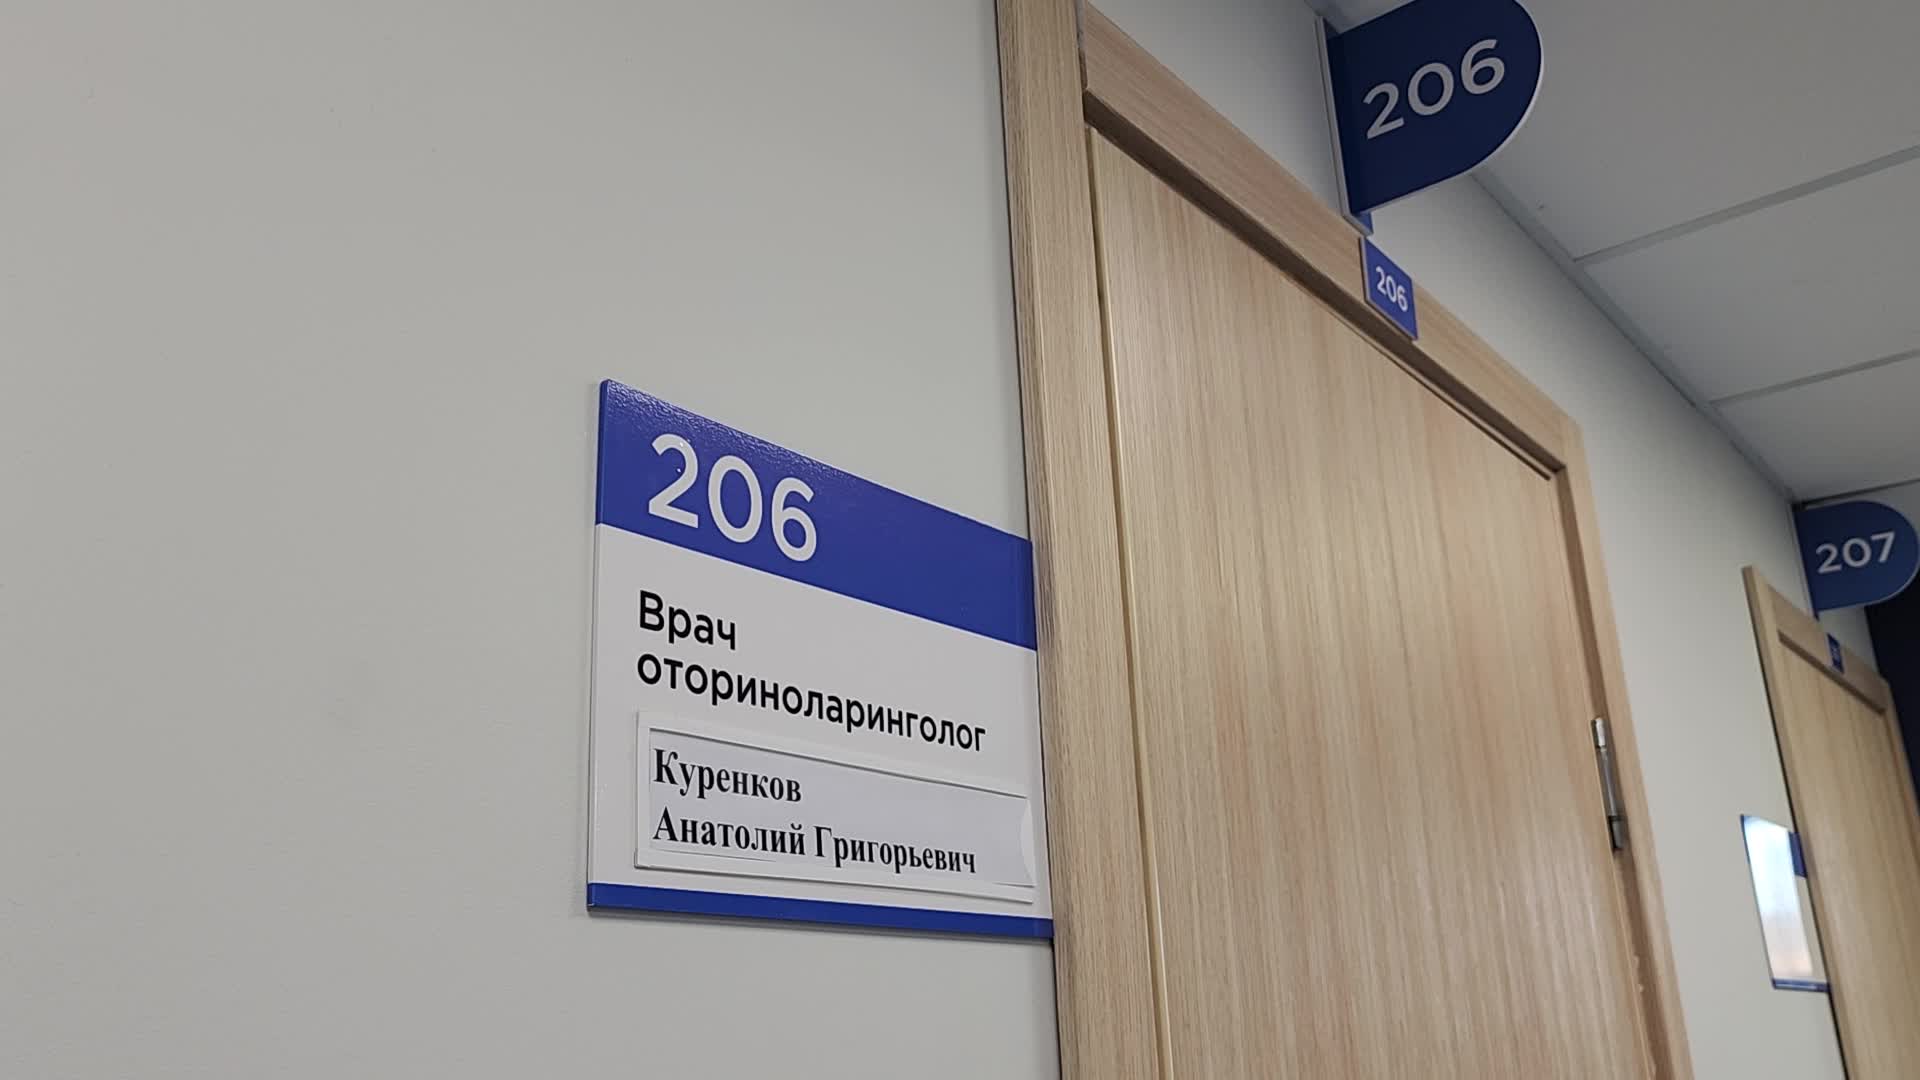 206
206
206
Врач
оториноларинголог
Куренков
Анатолий Григорьевич
207